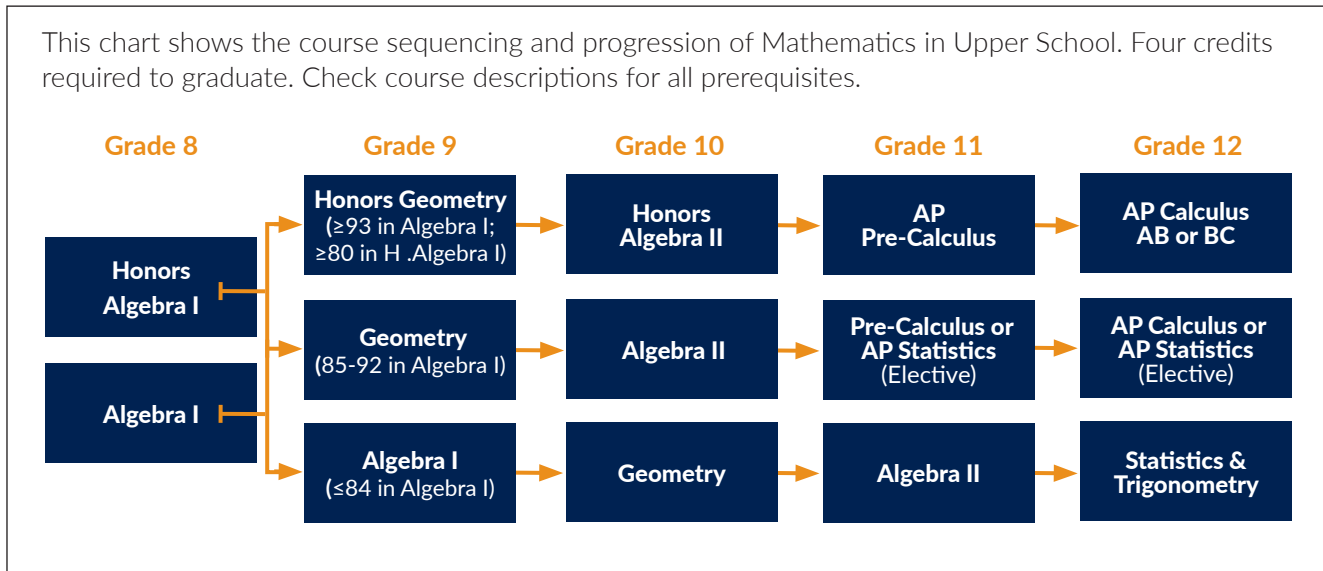 This chart shows the course sequencing and progression of Mathematics in Upper School. Four credits
required to graduate. Check course descriptions for all prerequisites.
Grade 8
Grade 9
Grade 10
Grade 11
Grade 12
Honors
Algebra I
Algebra I
Honors Geometry
(≥93 in Algebra I;
≥80 in H .Algebra I)
Honors
Algebra II
AP
Pre-Calculus
AP Calculus
AB or BC
Geometry
(85-92 in Algebra I)
Algebra II
Pre-Calculus or
AP Statistics
(Elective)
AP Calculus or
AP Statistics
(Elective)
Algebra I
(≤84 in Algebra I)
Geometry
Algebra II
Statistics &
Trigonometry